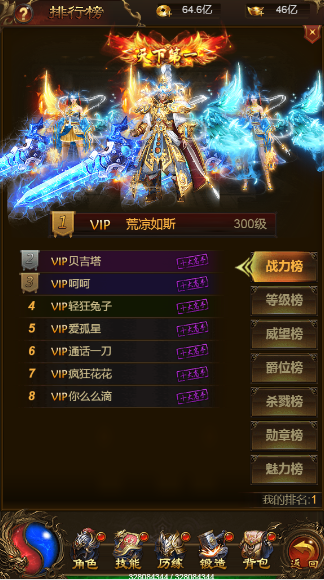 排行榜
64.6亿
46亿
天下第一
1 VIP 荒凉如斯 300级
2 VIP贝吉塔
3 VIP呵呵
4 VIP轻狂兔子
5 VIP爱孤星
6 VIP通话一刀
7 VIP疯狂花花
8 VIP你么么滴
战力榜
等级榜
威望榜
爵位榜
杀戮榜
勋章榜
魅力榜
我的排名:1
角色 技能 历练 锻造 背包 返回
328084344 / 328084344